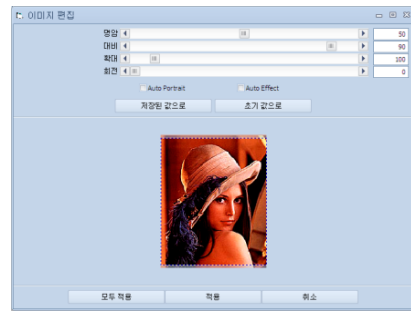 이미지 편집
명암 50
대비 90
확대 100
회전 0
Auto Portrait Auto Effect
저장된 값으로 초기 값으로
모두 적용 적용 취소